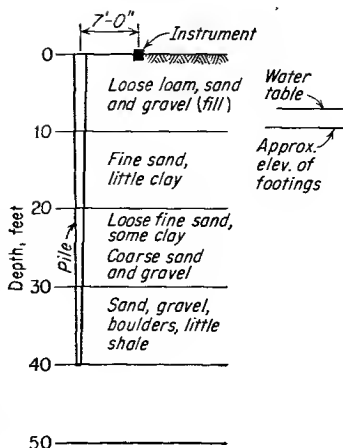 7'-0"
Instrument
0
Loose loam, sand
and gravel (fill)
Water
table
10
Approx.
elev. of
footings
Fine sand,
little clay
20
Loose fine sand,
some clay
Coarse sand
and gravel
Depth, feet
Pile
30
Sand, gravel,
boulders, little
shale
40
50